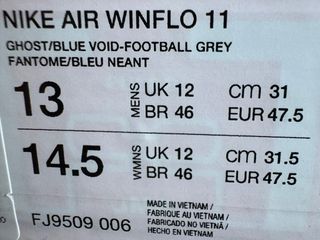 NIKE AIR WINFLO 11
GHOST/BLUE VOID-FOOTBALL GREY
FANTOME/BLEU NEANT
13 MENS UK 12 cm 31
BR 46 EUR 47.5
14.5 WMNS UK 12 cm 31.5
BR 46 EUR 47.5
MADE IN VIETNAM /
FABRIQUE AU VIETNAM /
FABRICADO NO VIETNÃ /
HECHO EN VIETNAM
FJ9509 006